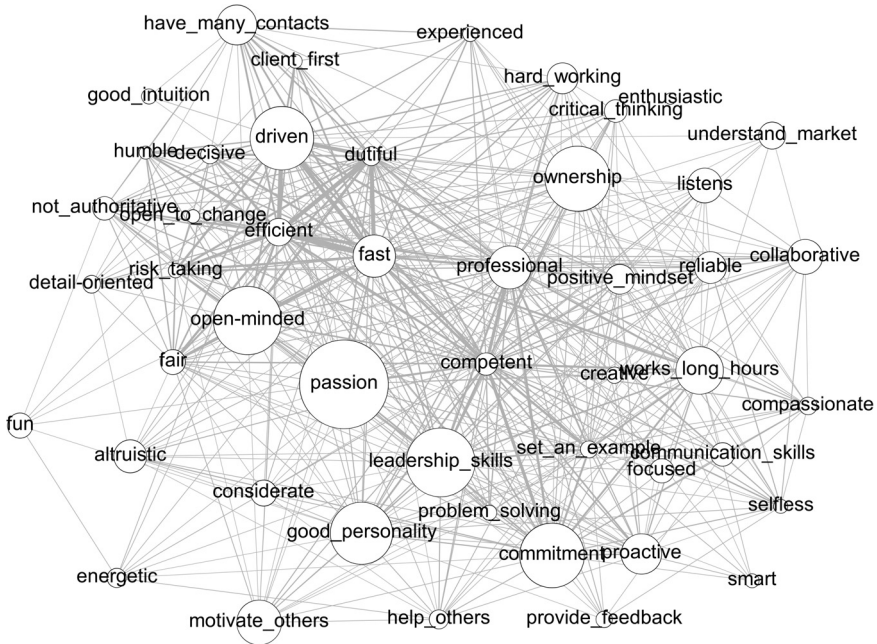 have_many_contacts
experienced
client_first
hard_working
good_intuition
enthusiastic
critical_thinking
driven
understand_market
humble
decisive
dutiful
ownership
listens
not_authoritative
open_to_change
efficient
fast
professional
collaborative
positive_mindset
reliable
risk_taking
detail-oriented
open-minded
fair
competent
works_long_hours
creative
passion
compassionate
fun
altruistic
leadership_skills
set_an_example
communication_skills
focused
considerate
selfless
problem_solving
good_personality
commitment
proactive
energetic
smart
motivate_others
help_others
provide_feedback